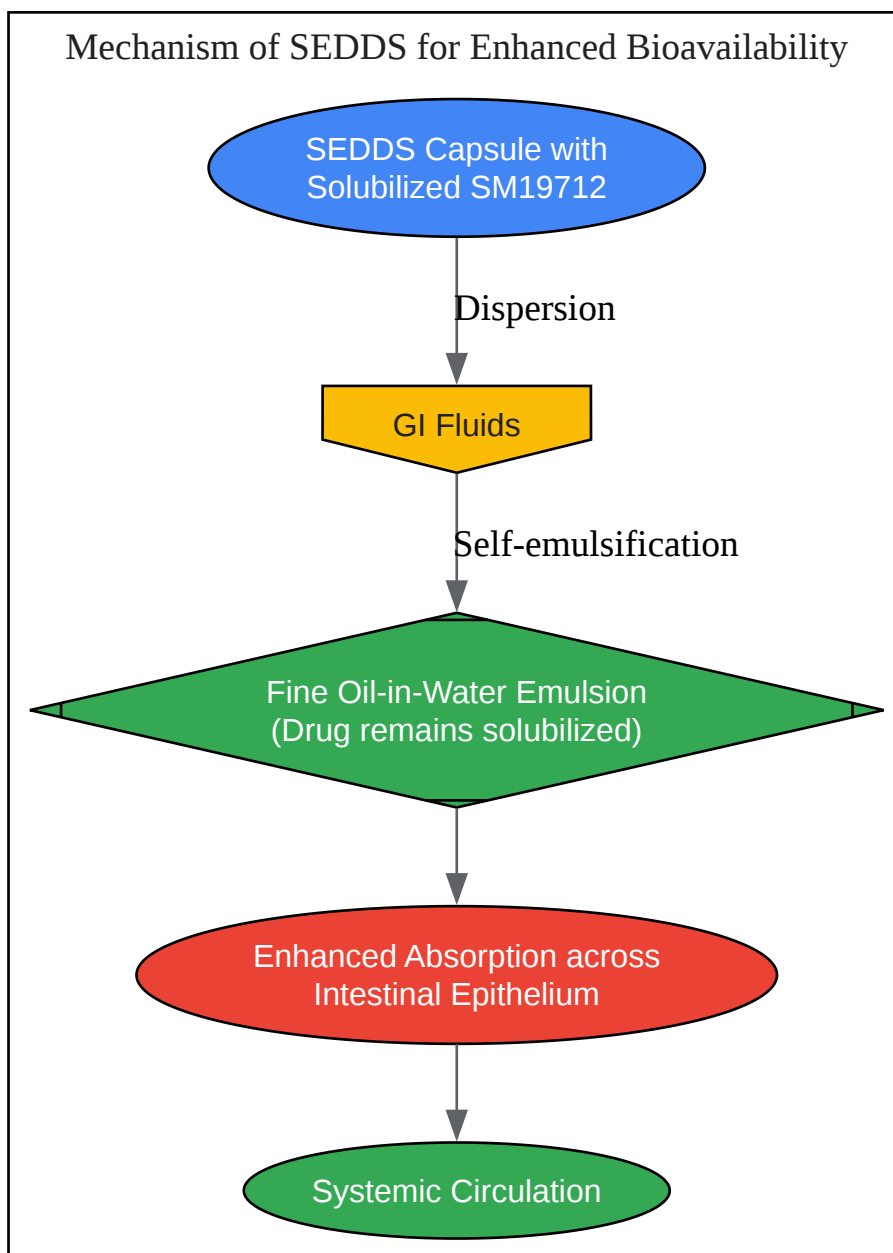 Mechanism of SEDDS for Enhanced Bioavailability
SEDDS Capsule with
Solubilized SM19712
Dispersion
GI Fluids
Self-emulsification
Fine Oil-in-Water Emulsion
(Drug remains solubilized)
Enhanced Absorption across
Intestinal Epithelium
Systemic Circulation